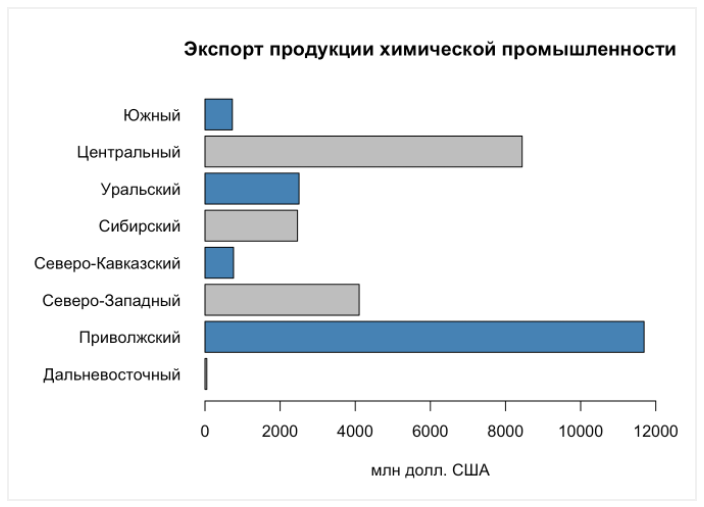 Экспорт продукции химической промышленности
Южный
Центральный
Уральский
Сибирский
Северо-Кавказский
Северо-Западный
Приволжский
Дальневосточный
0 2000 4000 6000 8000 10000 12000
млн долл. США